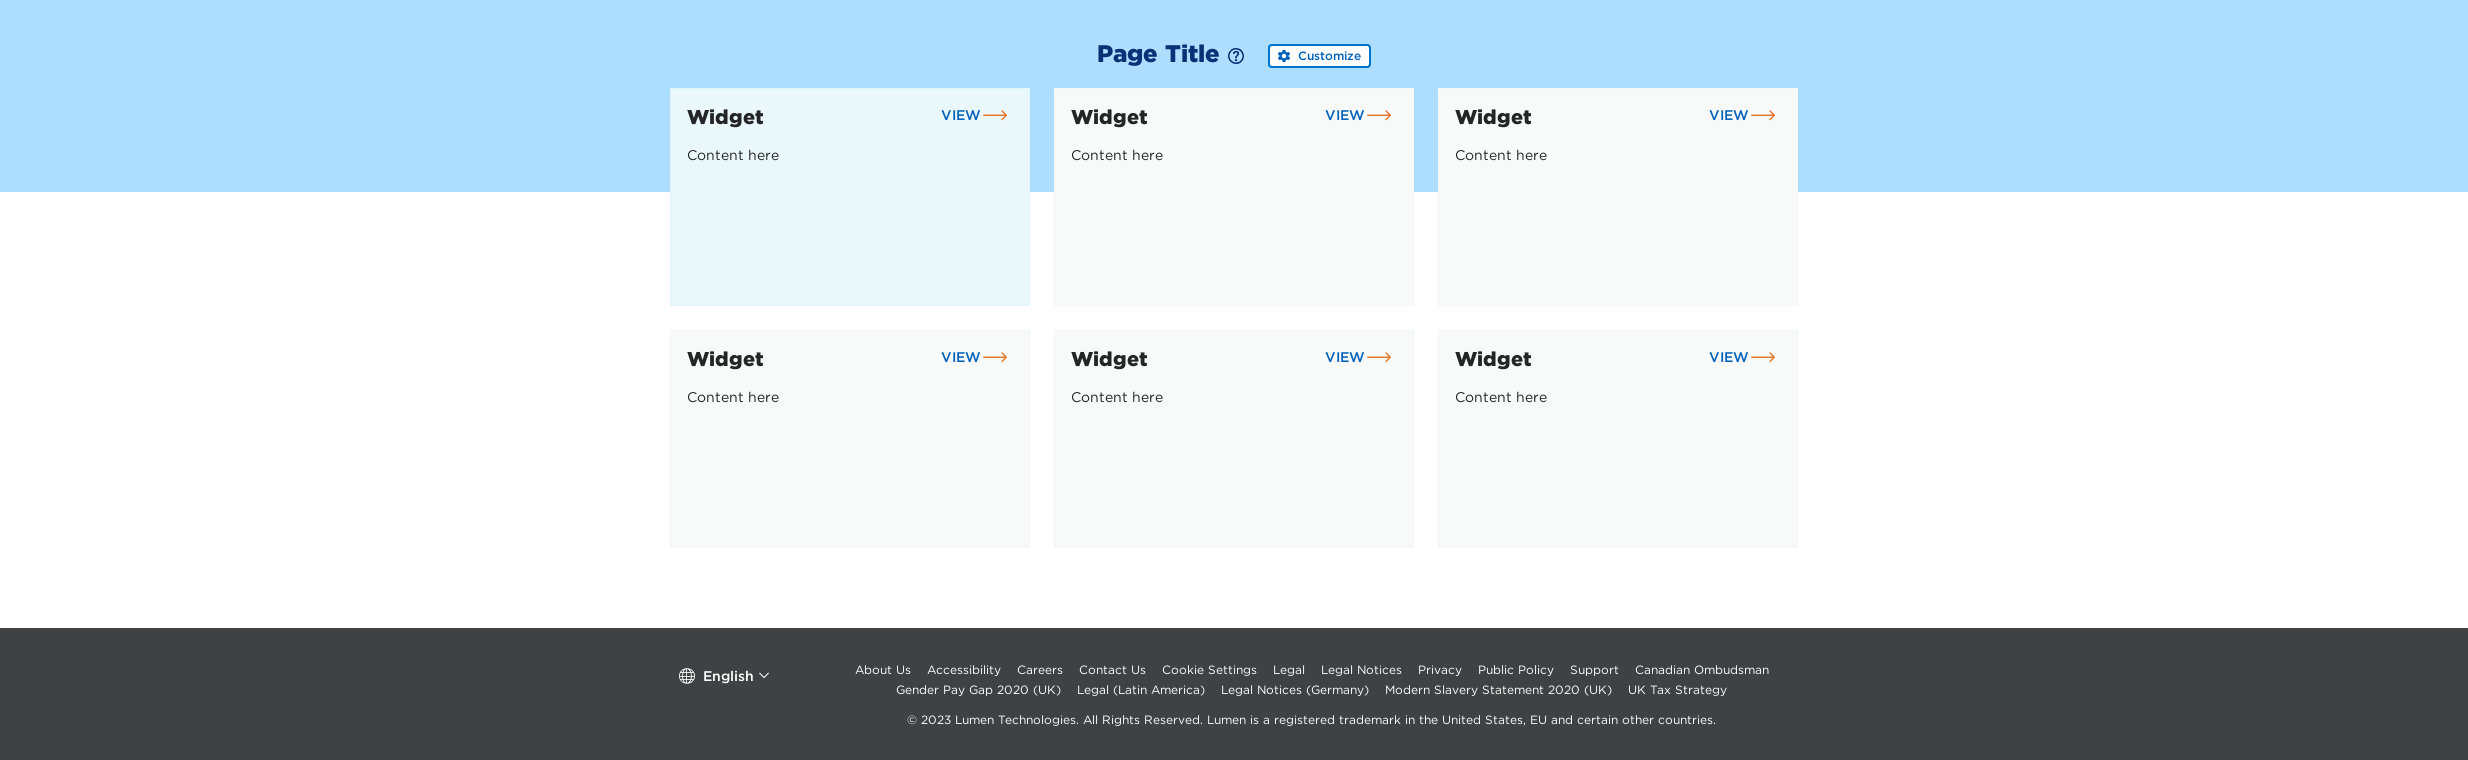 Page Title Customize
Widget VIEW Widget VIEW Widget VIEW
Content here Content here Content here
Widget VIEW Widget VIEW Widget VIEW
Content here Content here Content here
English
About Us Accessibility Careers Contact Us Cookie Settings Legal Legal Notices Privacy Public Policy Support Canadian Ombudsman
Gender Pay Gap 2020 (UK) Legal (Latin America) Legal Notices (Germany) Modern Slavery Statement 2020 (UK) UK Tax Strategy
© 2023 Lumen Technologies. All Rights Reserved. Lumen is a registered trademark in the United States, EU and certain other countries.